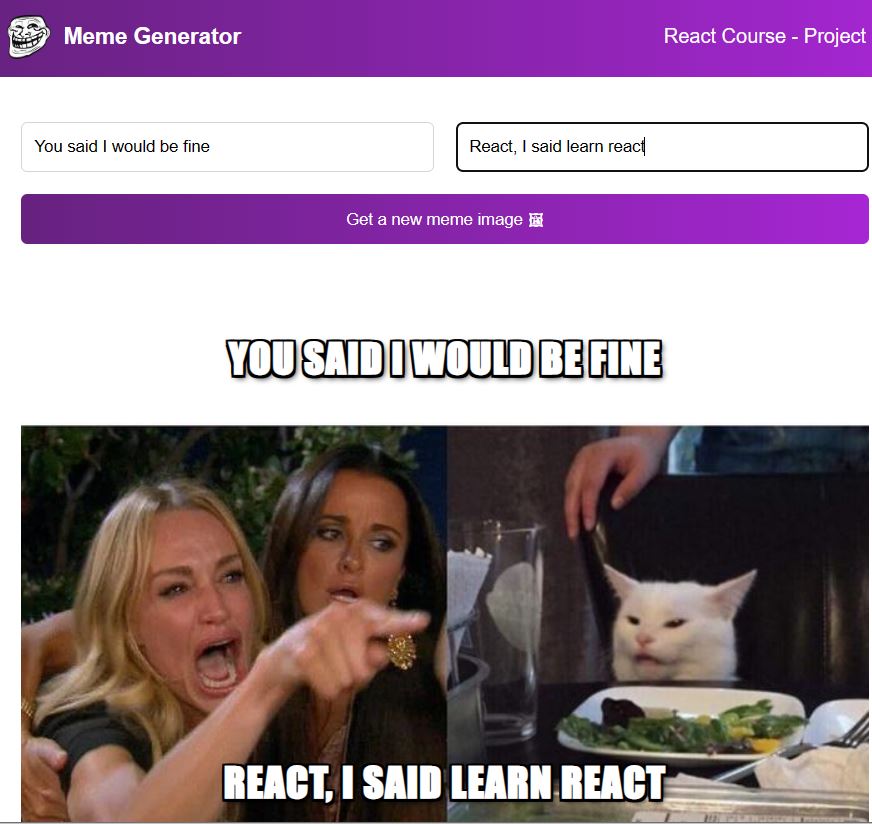 Meme Generator
React Course - Project
You said I would be fine
React, I said learn react
Get a new meme image 🖼
YOU SAID I WOULD BE FINE
REACT, I SAID LEARN REACT